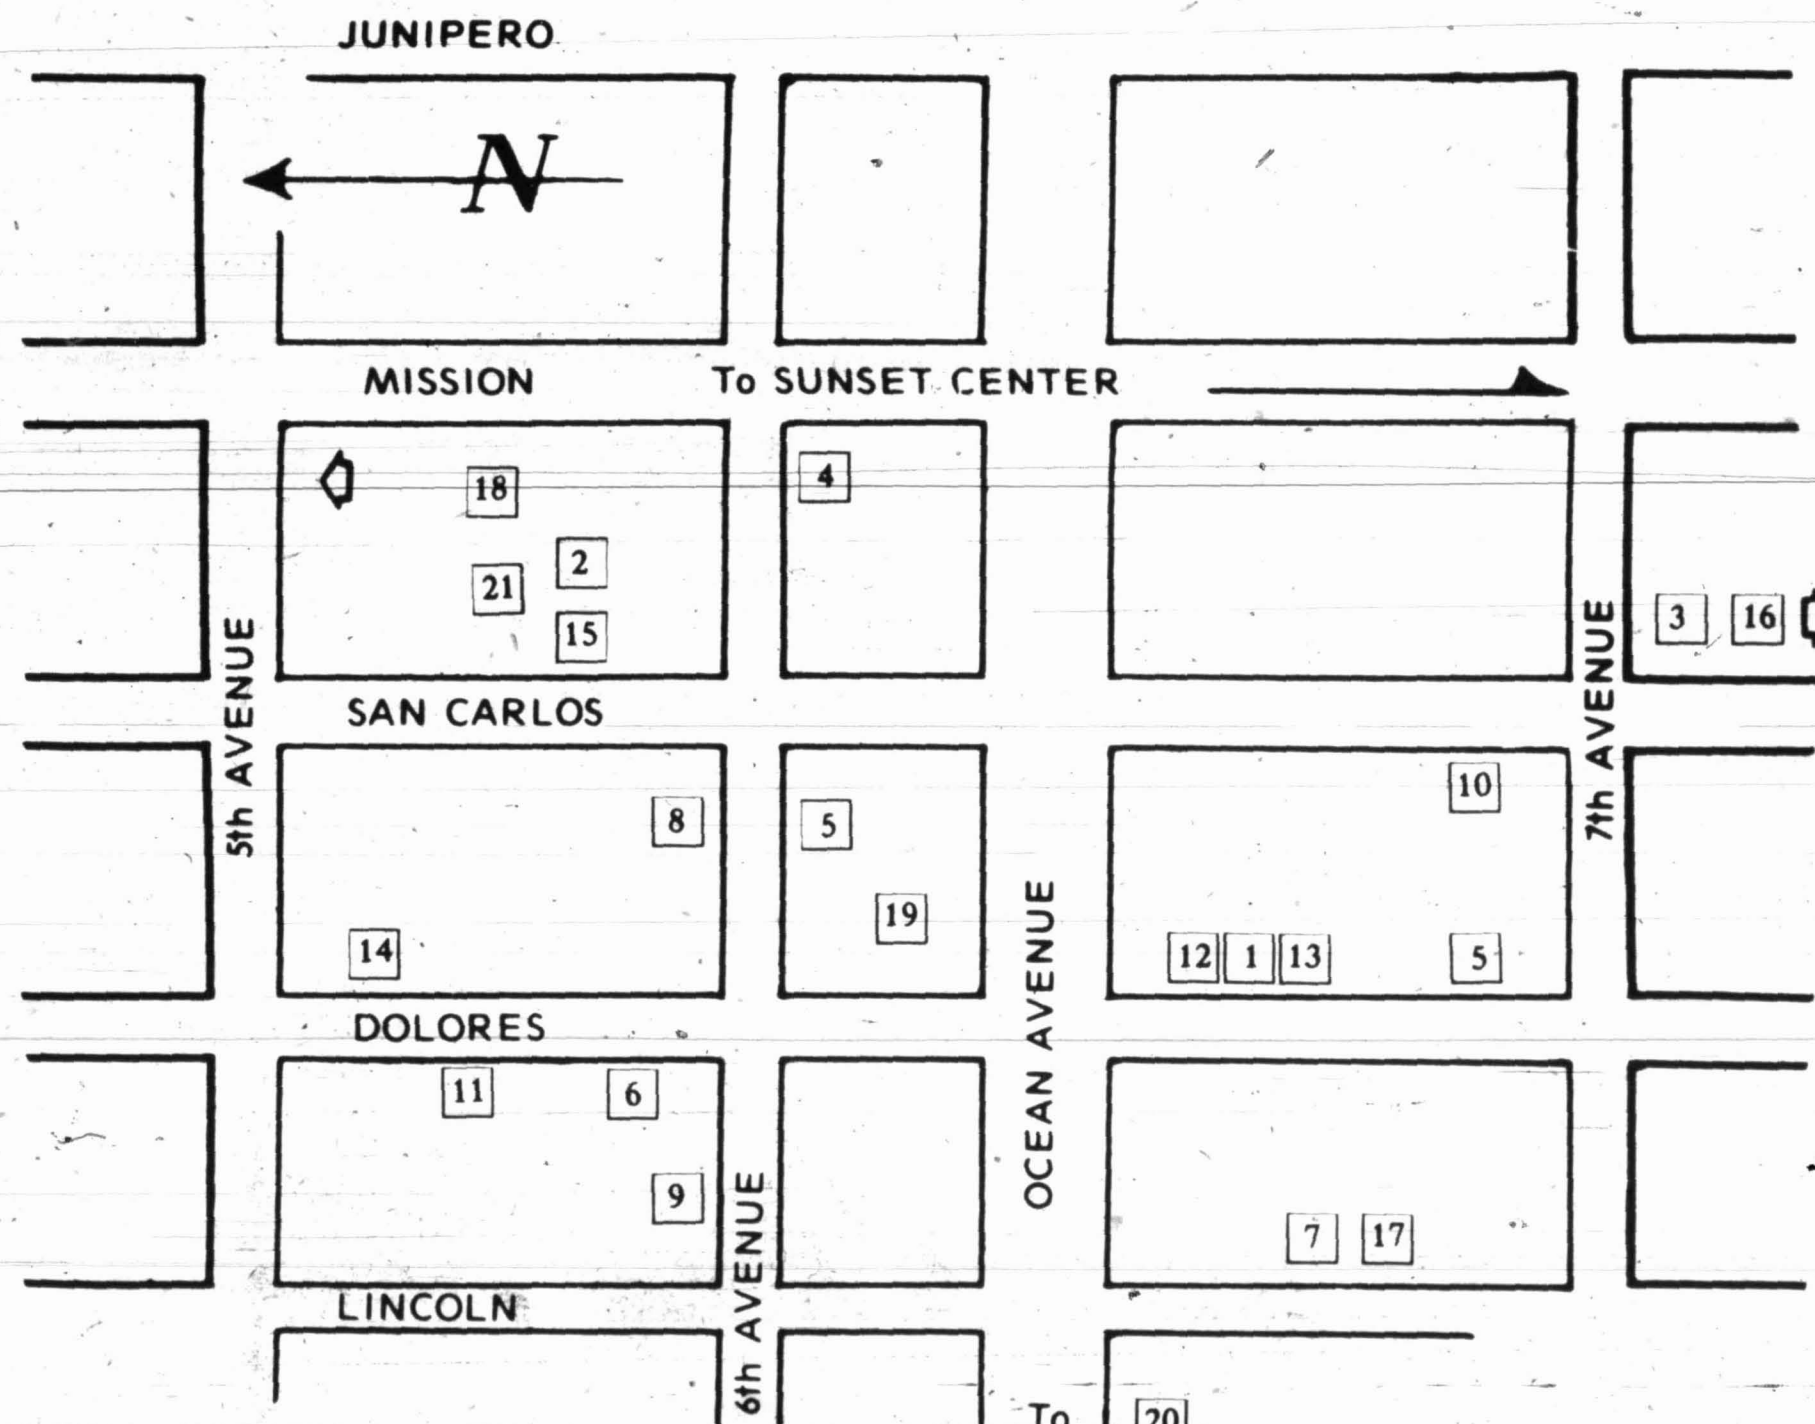 JUNIPERO
N
MISSION To SUNSET CENTER
4
18
2
21
15
3 16
5th AVENUE
7th AVENUE
SAN CARLOS
10
8
5
19
14
12 1 13 5
OCEAN AVENUE
DOLORES
11 6
9
6th AVENUE
7 17
LINCOLN
To
20